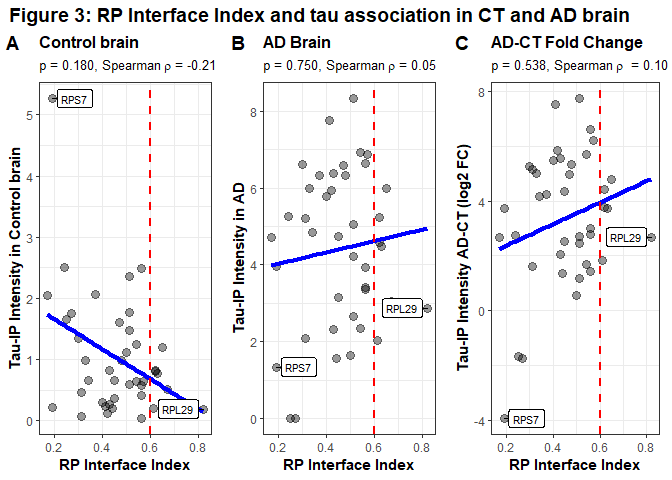 Figure 3: RP Interface Index and tau association in CT and AD brain
A Control brain
p = 0.180, Spearman ρ = -0.21
Tau-IP Intensity in Control brain
5
4
3
2
1
0
RPS7
RPL29
0.2 0.4 0.6 0.8
RP Interface Index
B AD Brain
p = 0.750, Spearman ρ = 0.05
Tau-IP Intensity in AD
8
6
4
2
0
RPL29
RPS7
0.2 0.4 0.6 0.8
RP Interface Index
C AD-CT Fold Change
p = 0.538, Spearman ρ = 0.10
Tau-IP Intensity AD-CT (log2 FC)
8
4
0
-4
RPL29
RPS7
0.2 0.4 0.6 0.8
RP Interface Index